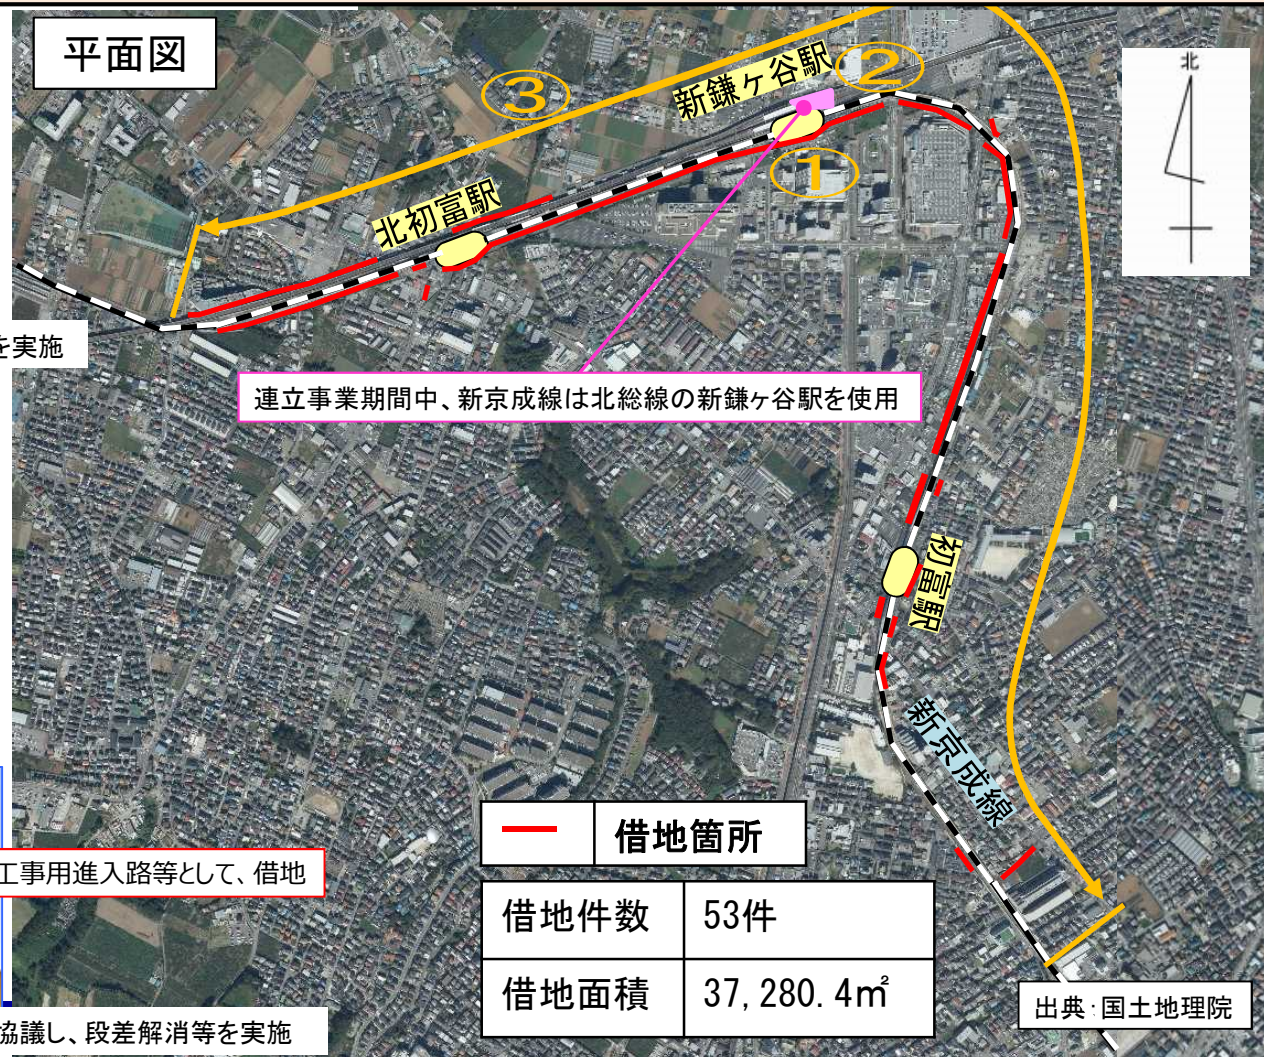 平面図
北
③
新鎌ヶ谷駅
②
①
北初富駅
を実施
連立事業期間中、新京成線は北総線の新鎌ヶ谷駅を使用
初富駅
新京成線
借地箇所
工事用進入路等として、借地
借地件数 53件
借地面積 37,280.4㎡
出典:国土地理院
協議し、段差解消等を実施